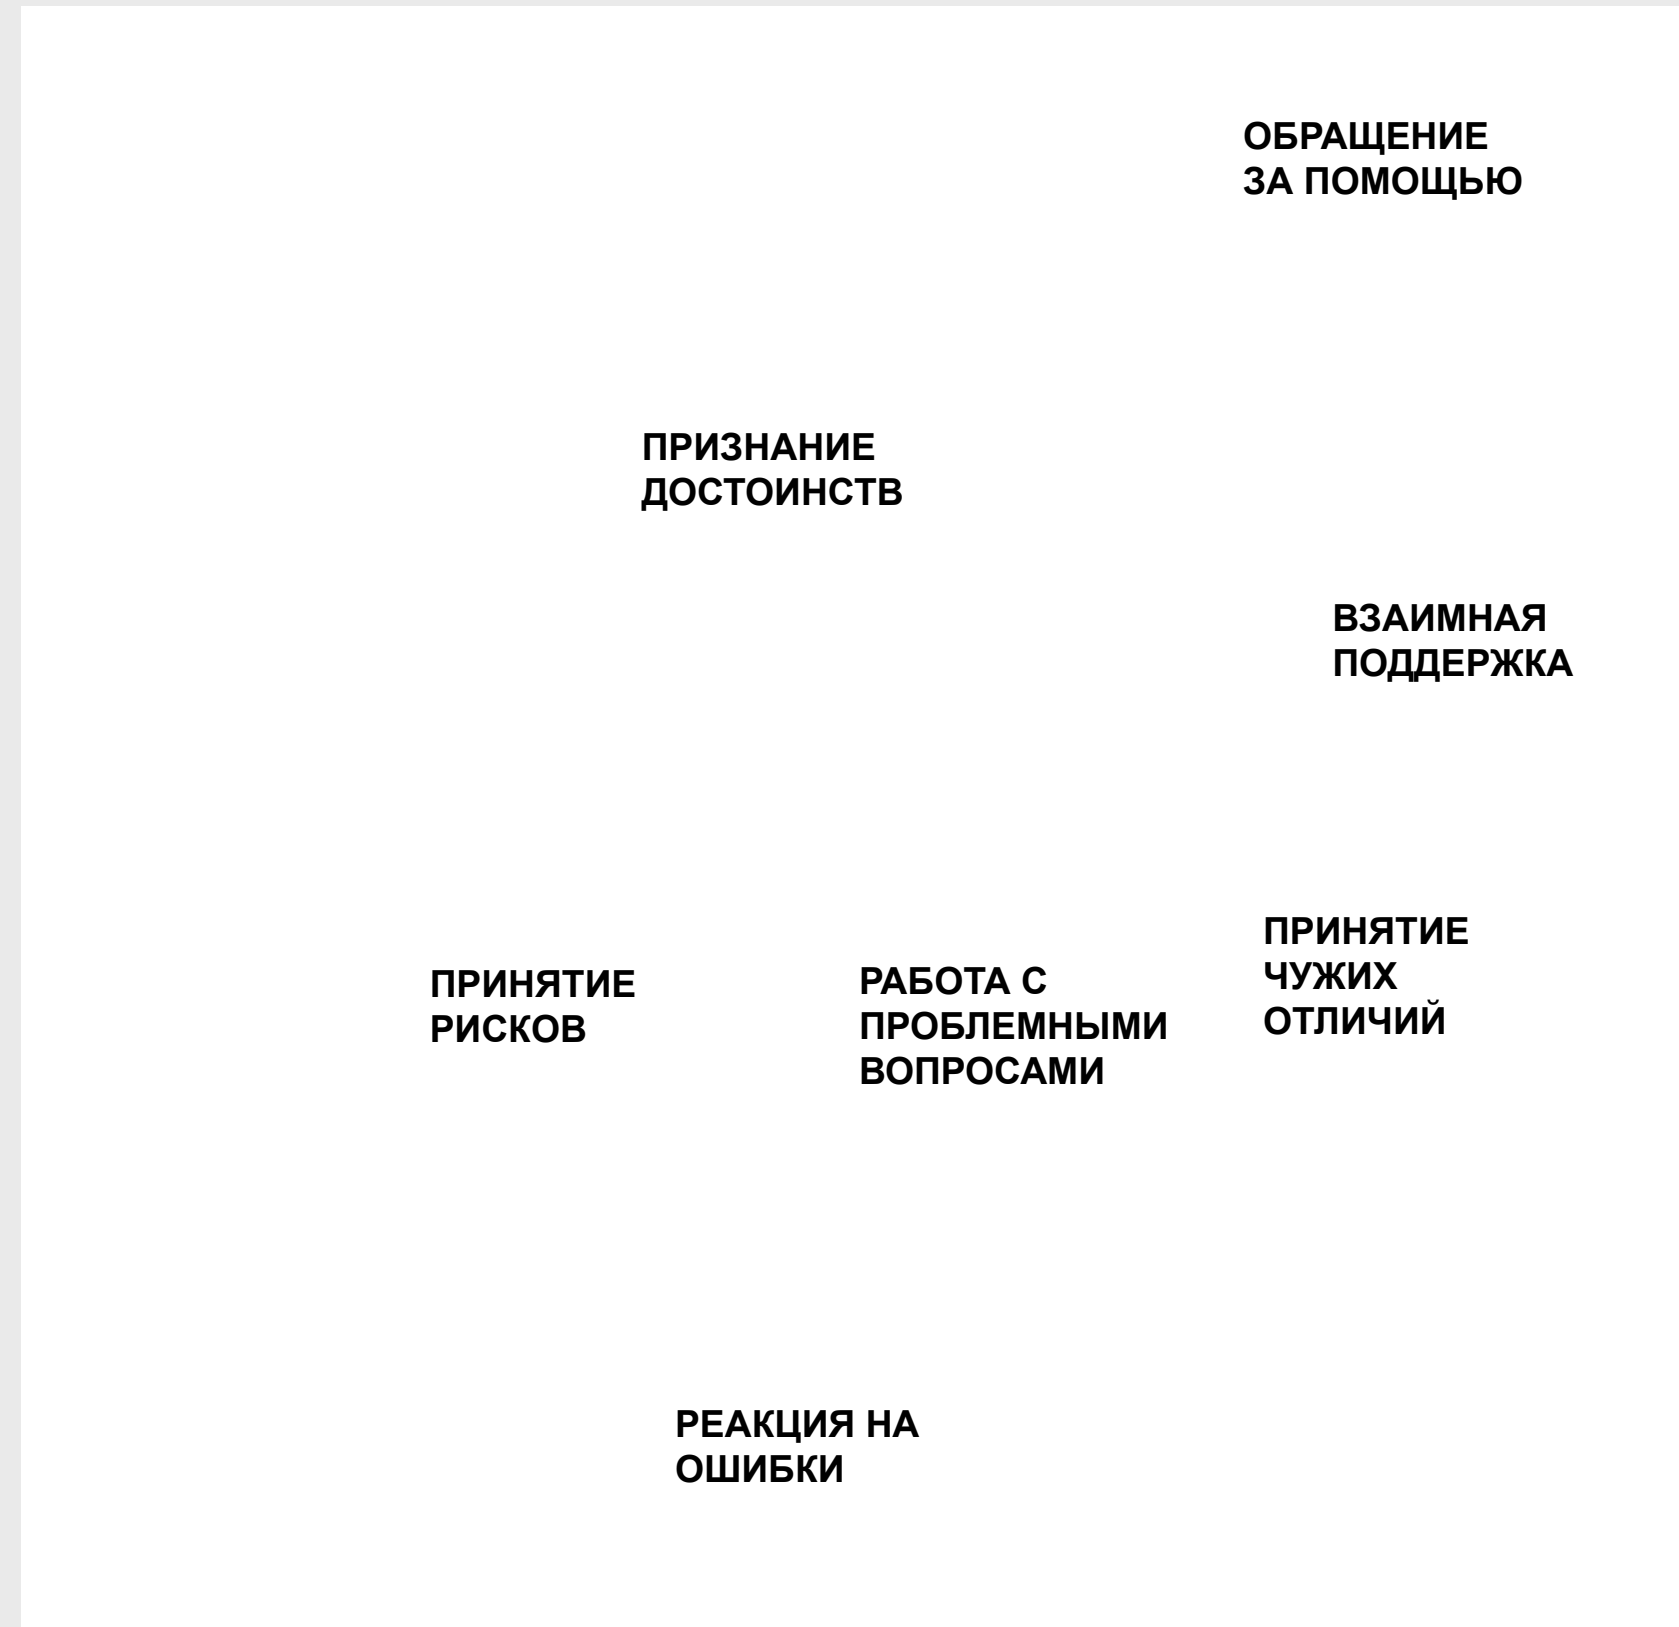 ОБРАЩЕНИЕ
ЗА ПОМОЩЬЮ
ПРИЗНАНИЕ
ДОСТОИНСТВ
ВЗАИМНАЯ
ПОДДЕРЖКА
ПРИНЯТИЕ
РИСКОВ
РАБОТА С
ПРОБЛЕМНЫМИ
ВОПРОСАМИ
ПРИНЯТИЕ
ЧУЖИХ
ОТЛИЧИЙ
РЕАКЦИЯ НА
ОШИБКИ